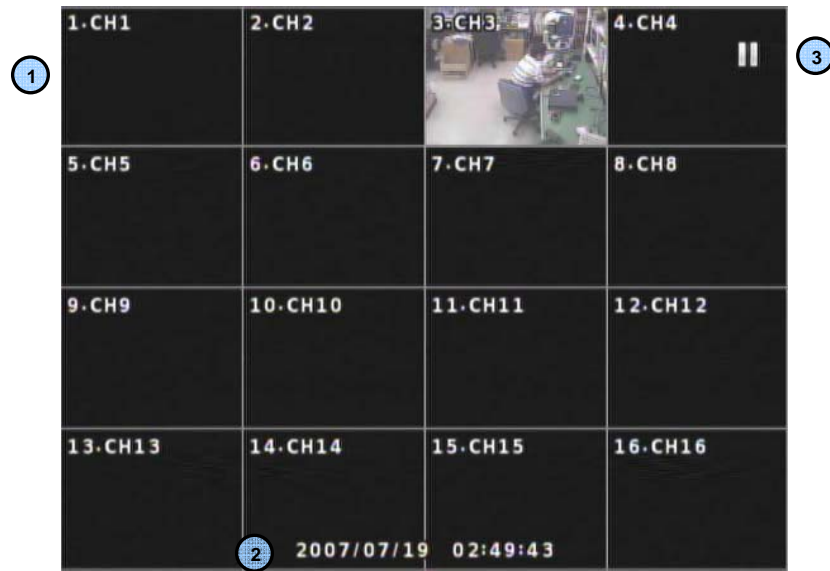 1.CH1 2.CH2 3.CH3 4.CH4
1 3
5.CH5 6.CH6 7.CH7 8.CH8
9.CH9 10.CH10 11.CH11 12.CH12
13.CH13 14.CH14 15.CH15 16.CH16
2 2007/07/19 02:49:43